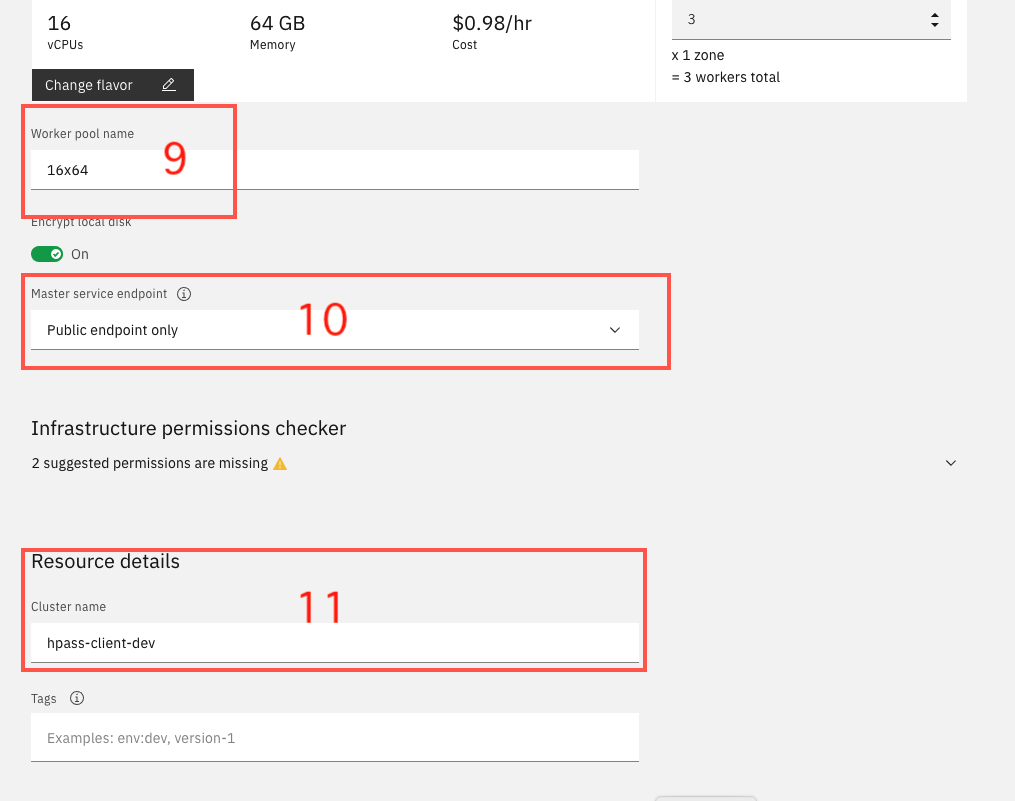 16
vCPUs
64 GB
Memory
$0.98/hr
Cost
3
x 1 zone
= 3 workers total
Change flavor
Worker pool name
16x64
9
Encrypt local disk
On
Master service endpoint
Public endpoint only
10
Infrastructure permissions checker
2 suggested permissions are missing
Resource details
Cluster name
11
hpass-client-dev
Tags
Examples: env:dev, version-1